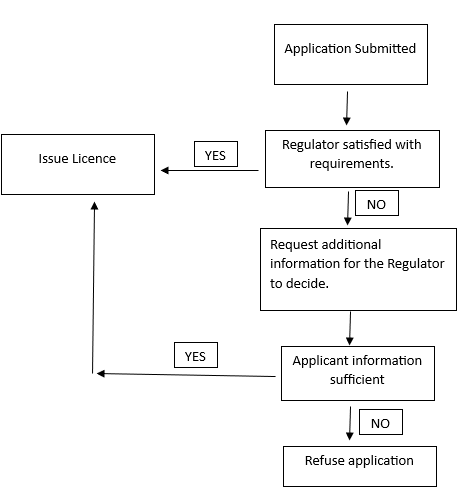 Application Submitted
Regulator satisfied with
requirements.
YES
Issue Licence
NO
Request additional
information for the Regulator
to decide.
Applicant information
sufficient
YES
NO
Refuse application